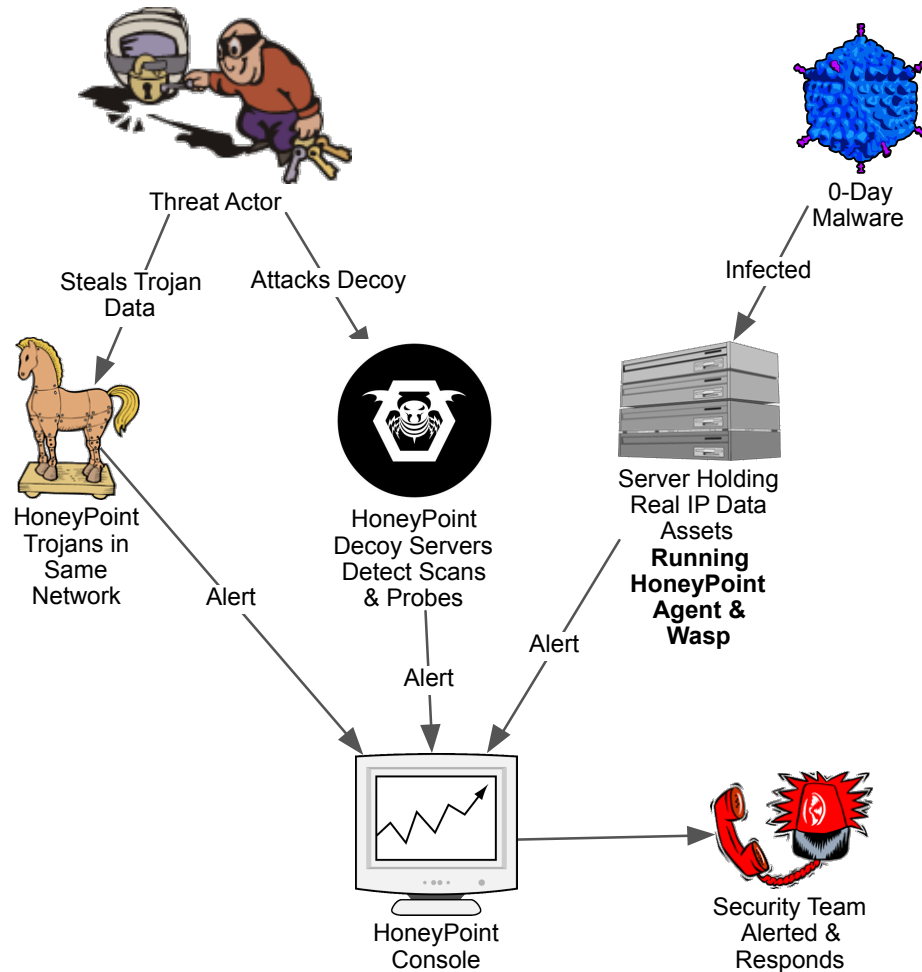 Threat Actor
0-Day
Malware
Steals Trojan
Data
Attacks Decoy
Infected
HoneyPoint
Trojans in
Same
Network
HoneyPoint
Decoy Servers
Detect Scans
& Probes
Server Holding
Real IP Data
Assets
Running
HoneyPoint
Agent &
Wasp
Alert
Alert
Alert
HoneyPoint
Console
Security Team
Alerted &
Responds